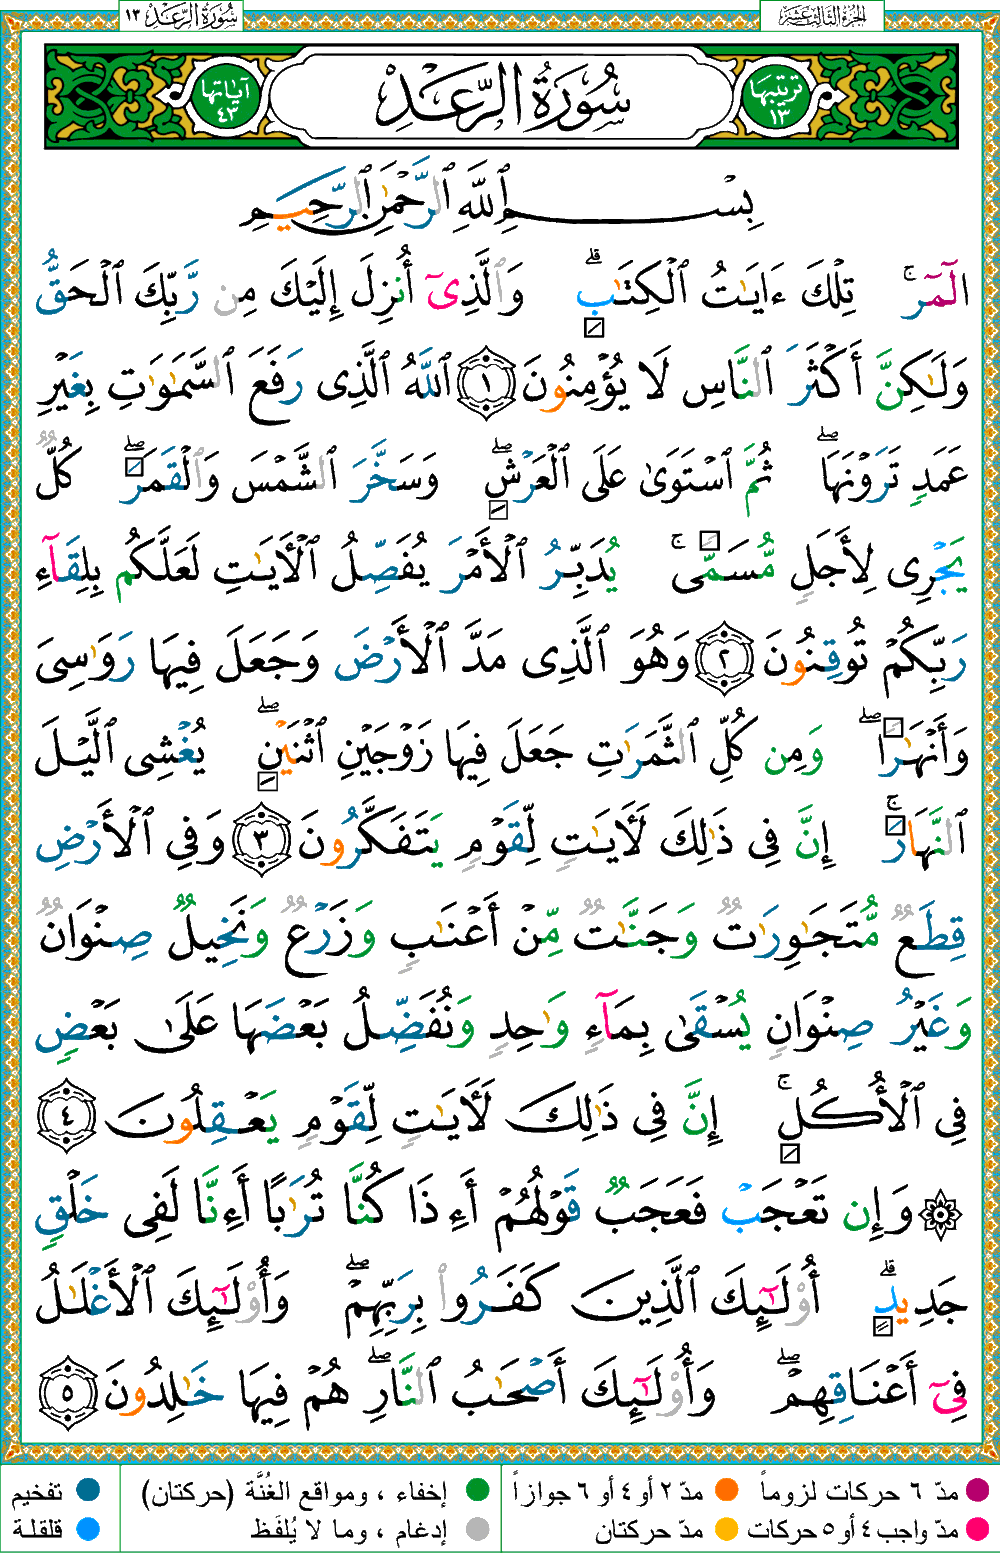 الجزء الثالث عشر
سُورَةُ الرَّعۡدِ ١٣
ترتيبها ١٣
سُورَةُ الرَّعۡدِ
آياتها ٤٣
بِسۡمِ ٱللَّهِ ٱلرَّحۡمَٰنِ ٱلرَّحِيمِ
الٓمٓرۚ تِلۡكَ ءَايَٰتُ ٱلۡكِتَٰبِۗ وَٱلَّذِىٓ أُنزِلَ إِلَيۡكَ مِن رَّبِّكَ ٱلۡحَقُّ
وَلَٰكِنَّ أَكۡثَرَ ٱلنَّاسِ لَا يُؤۡمِنُونَ ١ ٱللَّهُ ٱلَّذِى رَفَعَ ٱلسَّمَٰوَٰتِ بِغَيۡرِ
عَمَدٍ تَرَوۡنَهَاۖ ثُمَّ ٱسۡتَوَىٰ عَلَى ٱلۡعَرۡشِۖ وَسَخَّرَ ٱلشَّمۡسَ وَٱلۡقَمَرَۖ كُلٌّ
يَجۡرِى لِأَجَلٍ مُّسَمًّىۚ يُدَبِّرُ ٱلۡأَمۡرَ يُفَصِّلُ ٱلۡأٓيَٰتِ لَعَلَّكُم بِلِقَآءِ
رَبِّكُمۡ تُوقِنُونَ ٢ وَهُوَ ٱلَّذِى مَدَّ ٱلۡأَرۡضَ وَجَعَلَ فِيهَا رَوَٰسِىَ
وَأَنۡهَٰرًاۖ وَمِن كُلِّ ٱلثَّمَرَٰتِ جَعَلَ فِيهَا زَوۡجَيۡنِ ٱثۡنَيۡنِۖ يُغۡشِى ٱلَّيۡلَ
ٱلنَّهَارَۚ إِنَّ فِى ذَٰلِكَ لَأٓيَٰتٍ لِّقَوۡمٍ يَتَفَكَّرُونَ ٣ وَفِى ٱلۡأَرۡضِ
قِطَعٌ مُّتَجَٰوِرَٰتٌ وَجَنَّٰتٌ مِّنۡ أَعۡنَٰبٍ وَزَرۡعٌ وَنَخِيلٌ صِنۡوَانٌ
وَغَيۡرُ صِنۡوَانٍ يُسۡقَىٰ بِمَآءٍ وَٰحِدٍ وَنُفَضِّلُ بَعۡضَهَا عَلَىٰ بَعۡضٍ
فِى ٱلۡأُكُلِۚ إِنَّ فِى ذَٰلِكَ لَأٓيَٰتٍ لِّقَوۡمٍ يَعۡقِلُونَ ٤
۞ وَإِن تَعۡجَبۡ فَعَجَبٌ قَوۡلُهُمۡ أَءِذَا كُنَّا تُرَٰبًا أَءِنَّا لَفِى خَلۡقٍ
جَدِيدٍۗ أُوْلَٰٓئِكَ ٱلَّذِينَ كَفَرُواْ بِرَبِّهِمۡۖ وَأُوْلَٰٓئِكَ ٱلۡأَغۡلَٰلُ
فِىٓ أَعۡنَاقِهِمۡۖ وَأُوْلَٰٓئِكَ أَصۡحَٰبُ ٱلنَّارِۖ هُمۡ فِيهَا خَٰلِدُونَ ٥
مدّ ٦ حركات لزوماً مدّ ٢ أو ٤ أو ٦ جوازاً إخفاء ، ومواقع الغُنَّة (حركتان) تفخيم
مدّ واجب ٤ أو ٥ حركات مدّ حركتان إدغام ، وما لا يُلفَظ قلقلة